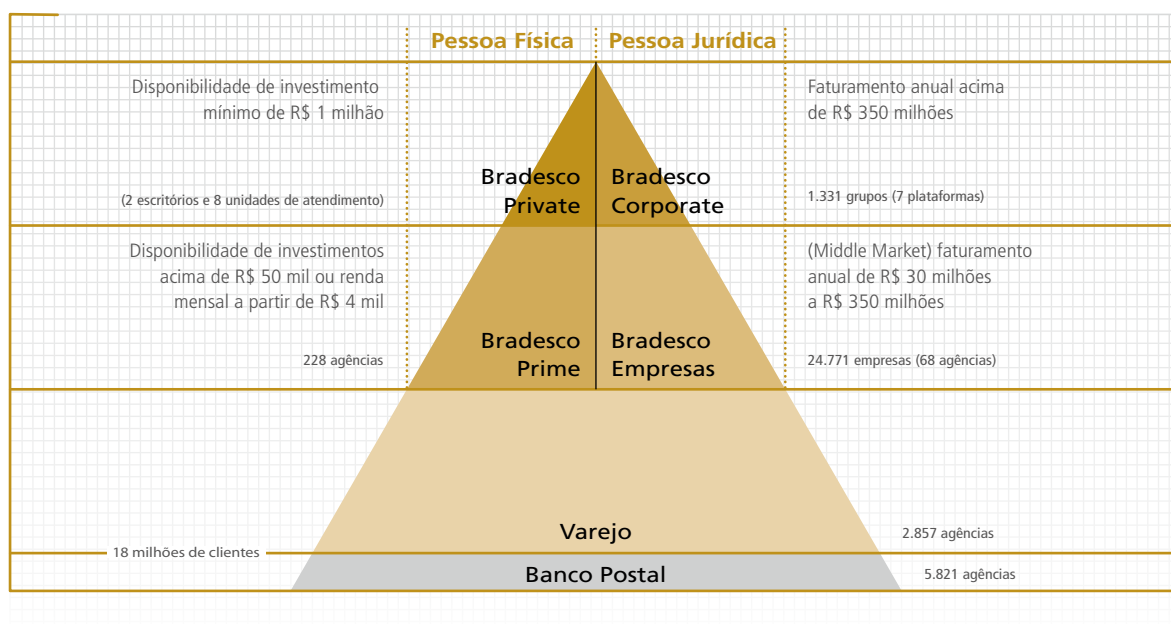 Pessoa Física
Pessoa Jurídica
Disponibilidade de investimento
mínimo de R$ 1 milhão
(2 escritórios e 8 unidades de atendimento)
Bradesco
Private
Bradesco
Corporate
Faturamento anual acima
de R$ 350 milhões
1.331 grupos (7 plataformas)
Disponibilidade de investimentos
acima de R$ 50 mil ou renda
mensal a partir de R$ 4 mil
228 agências
Bradesco
Prime
Bradesco
Empresas
(Middle Market) faturamento
anual de R$ 30 milhões
a R$ 350 milhões
24.771 empresas (68 agências)
Varejo
2.857 agências
18 milhões de clientes
Banco Postal
5.821 agências